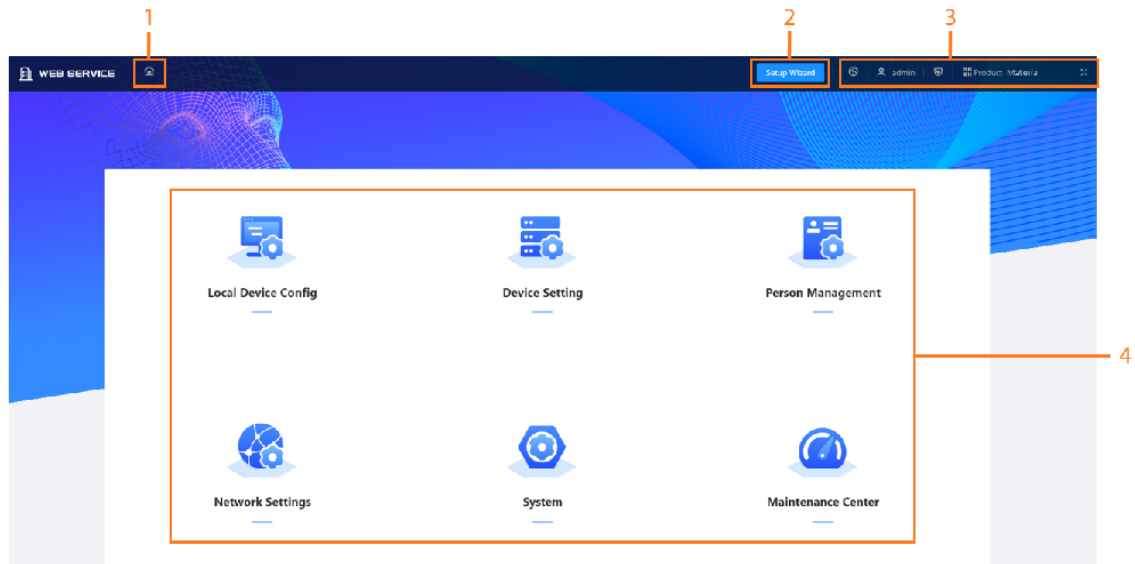 1 2 3
WEB SERVICE Setup Wizard admin Product Materia
Local Device Config Device Setting Person Management
4
Network Settings System Maintenance Center